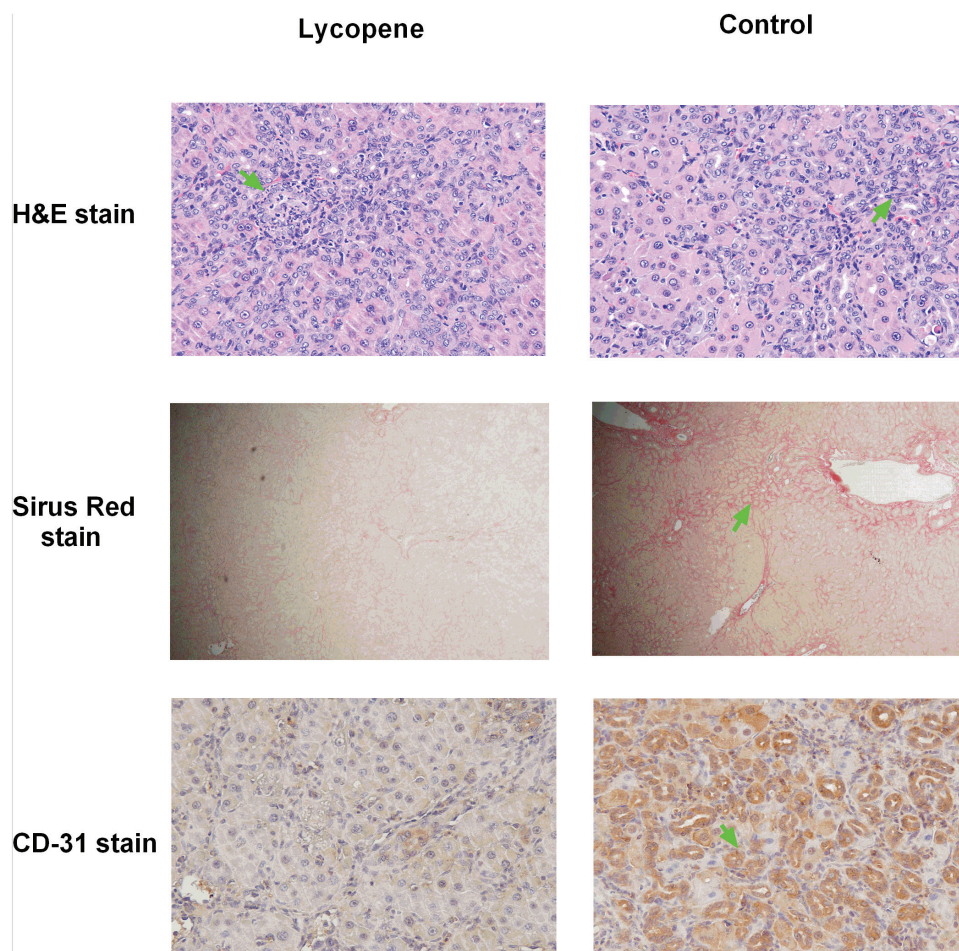 Lycopene
Control
H&E stain
Sirus Red
stain
CD-31 stain